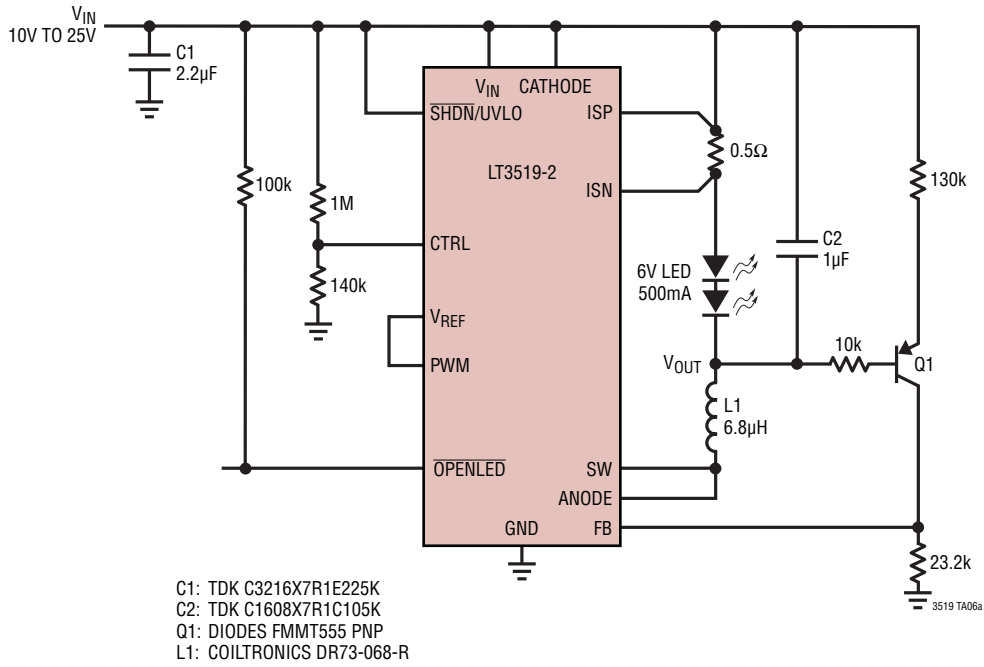 VIN
10V TO 25V
C1
2.2µF
VIN
CATHODE
SHDN/UVLO
ISP
0.5Ω
LT3519-2
100k
130k
ISN
1M
CTRL
C2
1µF
6V LED
500mA
140k
VREF
10k
VOUT
Q1
PWM
L1
6.8µH
OPENLED
SW
ANODE
GND
FB
23.2k
3519 TA06a
C1: TDK C3216X7R1E225K
C2: TDK C1608X7R1C105K
Q1: DIODES FMMT555 PNP
L1: COILTRONICS DR73-068-R